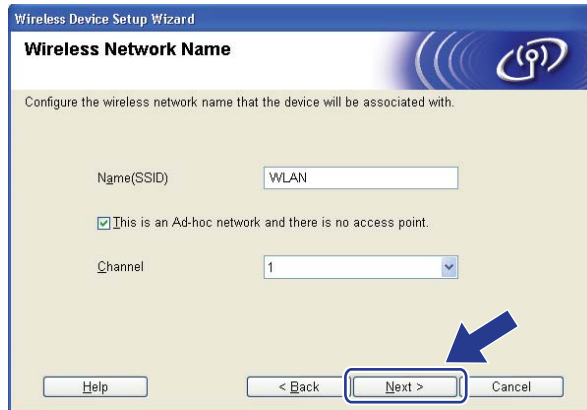 Wireless Device Setup Wizard
Wireless Network Name
Configure the wireless network name that the device will be associated with.
Name(SSID) WLAN
This is an Ad-hoc network and there is no access point.
Channel 1
Help < Back Next > Cancel